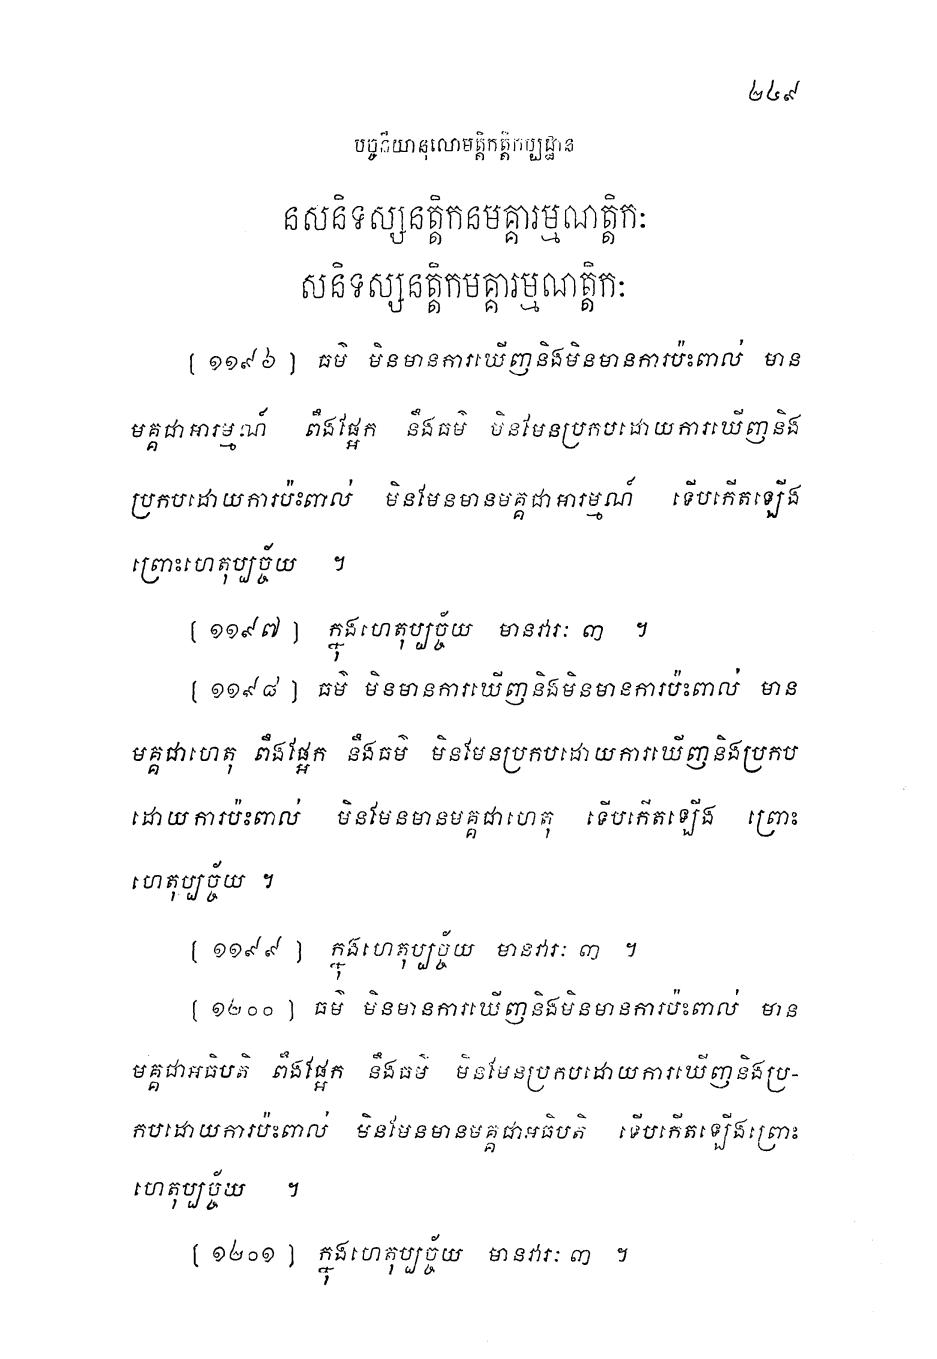 ២៤៩
បច្ចនីយានុលោមត្តិកត្តិកប្បដ្ឋាន
នសនិទស្សនត្តិកនមគ្គារម្មណត្តិកៈ
សនិទស្សនត្តិកមគ្គារម្មណត្តិកៈ
[ ១១៩៦ ] ធម៌ មិនមានការឃើញនិងមិនមានការប៉ះពាល់ មាន
មគ្គជាអារម្មណ៍ ពឹងផ្អែក នឹងធម៌ មិនមែនប្រកបដោយការឃើញនិង
ប្រកបដោយការប៉ះពាល់ មិនមែនមានមគ្គជាអារម្មណ៍ ទើបកើតឡើង
ព្រោះហេតុប្បច្ច័យ ។
[ ១១៩៧ ] ក្នុងហេតុប្បច្ច័យ មានវារៈ ៣ ។
[ ១១៩៨ ] ធម៌ មិនមានការឃើញនិងមិនមានការប៉ះពាល់ មាន
មគ្គជាហេតុ ពឹងផ្អែក នឹងធម៌ មិនមែនប្រកបដោយការឃើញនិងប្រកប
ដោយការប៉ះពាល់ មិនមែនមានមគ្គជាហេតុ ទើបកើតឡើង ព្រោះ
ហេតុប្បច្ច័យ ។
[ ១១៩៩ ] ក្នុងហេតុប្បច្ច័យ មានវារៈ ៣ ។
[ ១២០០ ] ធម៌ មិនមានការឃើញនិងមិនមានការប៉ះពាល់ មាន
មគ្គជាអធិបតិ ពឹងផ្អែក នឹងធម៌ មិនមែនប្រកបដោយការឃើញនិងប្រ-
កបដោយការប៉ះពាល់ មិនមែនមានមគ្គជាអធិបតិ ទើបកើតឡើងព្រោះ
ហេតុប្បច្ច័យ ។
[ ១២០១ ] ក្នុងហេតុប្បច្ច័យ មានវារៈ ៣ ។